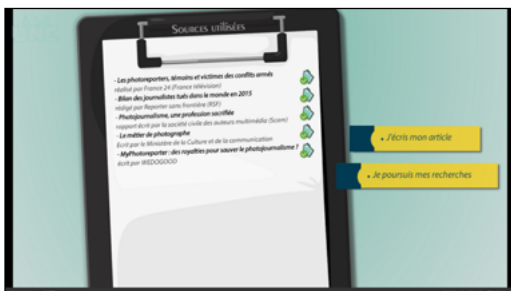 Sources utilisées
- Les photoreporters, témoins et victimes des conflits armés
réalisé par France 24 (France télévision)
- Bilan des journalistes tués dans le monde en 2015
rédigé par Reporter sans frontière (RSF)
- Photojournalisme, une profession sacrifiée
rapport écrit par la société civile des auteurs multimédia (Scam)
- Le métier de photographe
Ecrit par le Ministère de la Culture et de la communication
- MyPhotoreporter : des royalties pour sauver le photojournalisme ?
écrit par WEDOGOOD
• J'écris mon article
• Je poursuis mes recherches